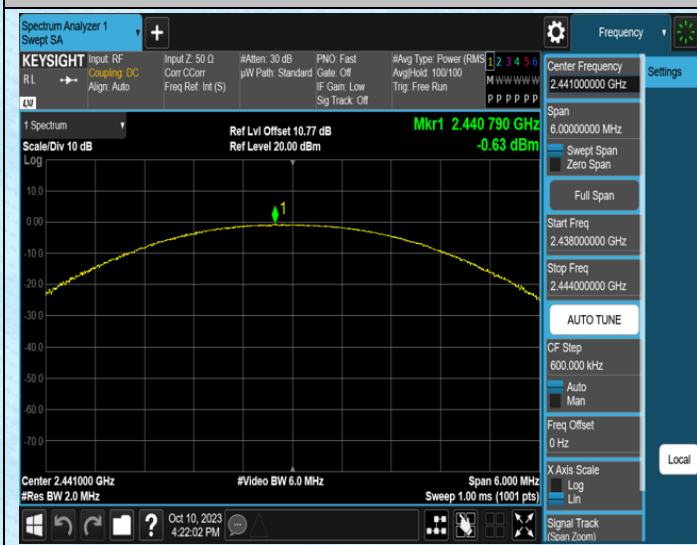 Spectrum Analyzer 1
Swept SA
+
Frequency
KEYSIGHT
RL
LXI
Input: RF
Coupling: DC
Align: Auto
Input Z: 50 Ω
Corr CCorr
Freq Ref: Int (S)
#Atten: 30 dB
µW Path: Standard
PNO: Fast
Gate: Off
IF Gain: Low
Sig Track: Off
#Avg Type: Power (RMS
Avg|Hold: 100/100
Trig: Free Run
1 2 3 4 5 6
M W W W W W
P P P P P P
Center Frequency
2.441000000 GHz
Settings
1 Spectrum
Scale/Div 10 dB
Ref Lvl Offset 10.77 dB
Ref Level 20.00 dBm
Mkr1 2.440 790 GHz
-0.63 dBm
Span
6.00000000 MHz
Swept Span
Zero Span
Full Span
Start Freq
2.438000000 GHz
Stop Freq
2.444000000 GHz
AUTO TUNE
CF Step
600.000 kHz
Auto
Man
Freq Offset
0 Hz
X Axis Scale
Log
Lin
Local
Signal Track
(Span Zoom)
Log
10.0
0.00
-10.0
-20.0
-30.0
-40.0
-50.0
-60.0
-70.0
1
Center 2.441000 GHz
#Res BW 2.0 MHz
#Video BW 6.0 MHz
Span 6.000 MHz
Sweep 1.00 ms (1001 pts)
?
Oct 10, 2023
4:22:02 PM